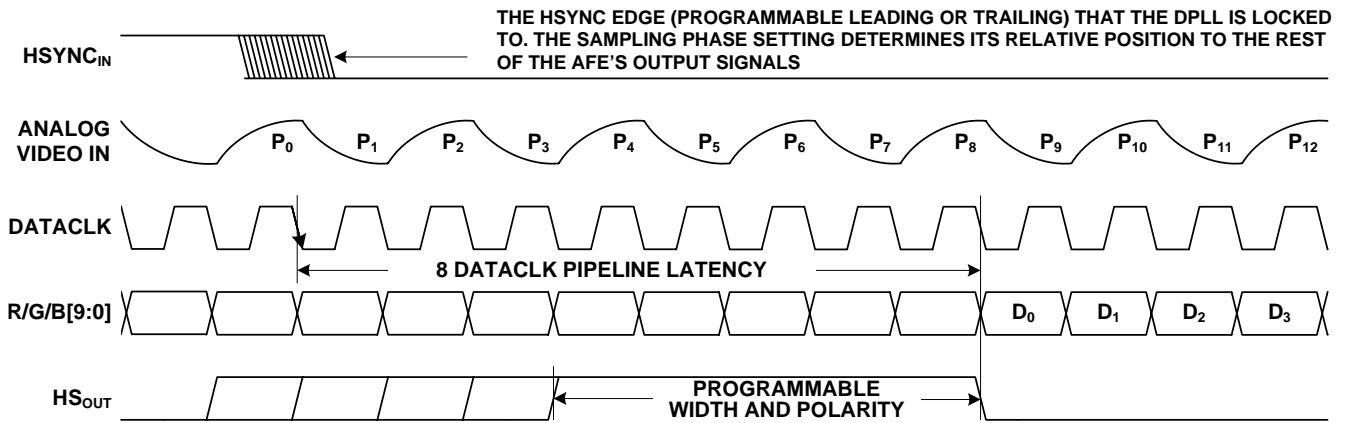 THE HSYNC EDGE (PROGRAMMABLE LEADING OR TRAILING) THAT THE DPLL IS LOCKED
TO. THE SAMPLING PHASE SETTING DETERMINES ITS RELATIVE POSITION TO THE REST
OF THE AFE'S OUTPUT SIGNALS
HSYNCIN
ANALOG
VIDEO IN
P0 P1 P2 P3 P4 P5 P6 P7 P8 P9 P10 P11 P12
DATACLK
8 DATACLK PIPELINE LATENCY
R/G/B[9:0]
D0 D1 D2 D3
HSOUT
PROGRAMMABLE
WIDTH AND POLARITY